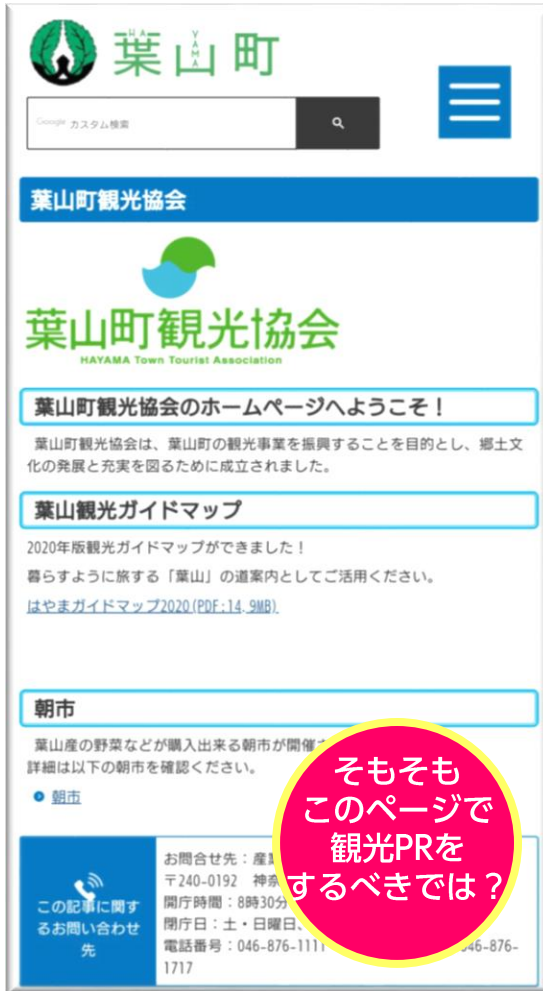 HA YAMA
葉山町
Google カスタム検索
葉山町観光協会
葉山町観光協会
HAYAMA Town Tourist Association
葉山町観光協会のホームページへようこそ！
葉山町観光協会は、葉山町の観光事業を振興することを目的とし、郷土文
化の発展と充実を図るために成立されました。
葉山観光ガイドマップ
2020年版観光ガイドマップができました！
暮らすように旅する「葉山」の道案内としてご活用ください。
はやまガイドマップ2020(PDF:14.9MB)
朝市
葉山産の野菜などが購入出来る朝市が開催
詳細は以下の朝市を確認ください。
朝市
そもそも
このページで
観光PRを
するべきでは？
この記事に関す
るお問い合わせ
先
お問合せ先：産
〒240-0192 神奈
開庁時間：8時30分
閉庁日：土・日曜日、
電話番号：046-876-1111
046-876-
1717